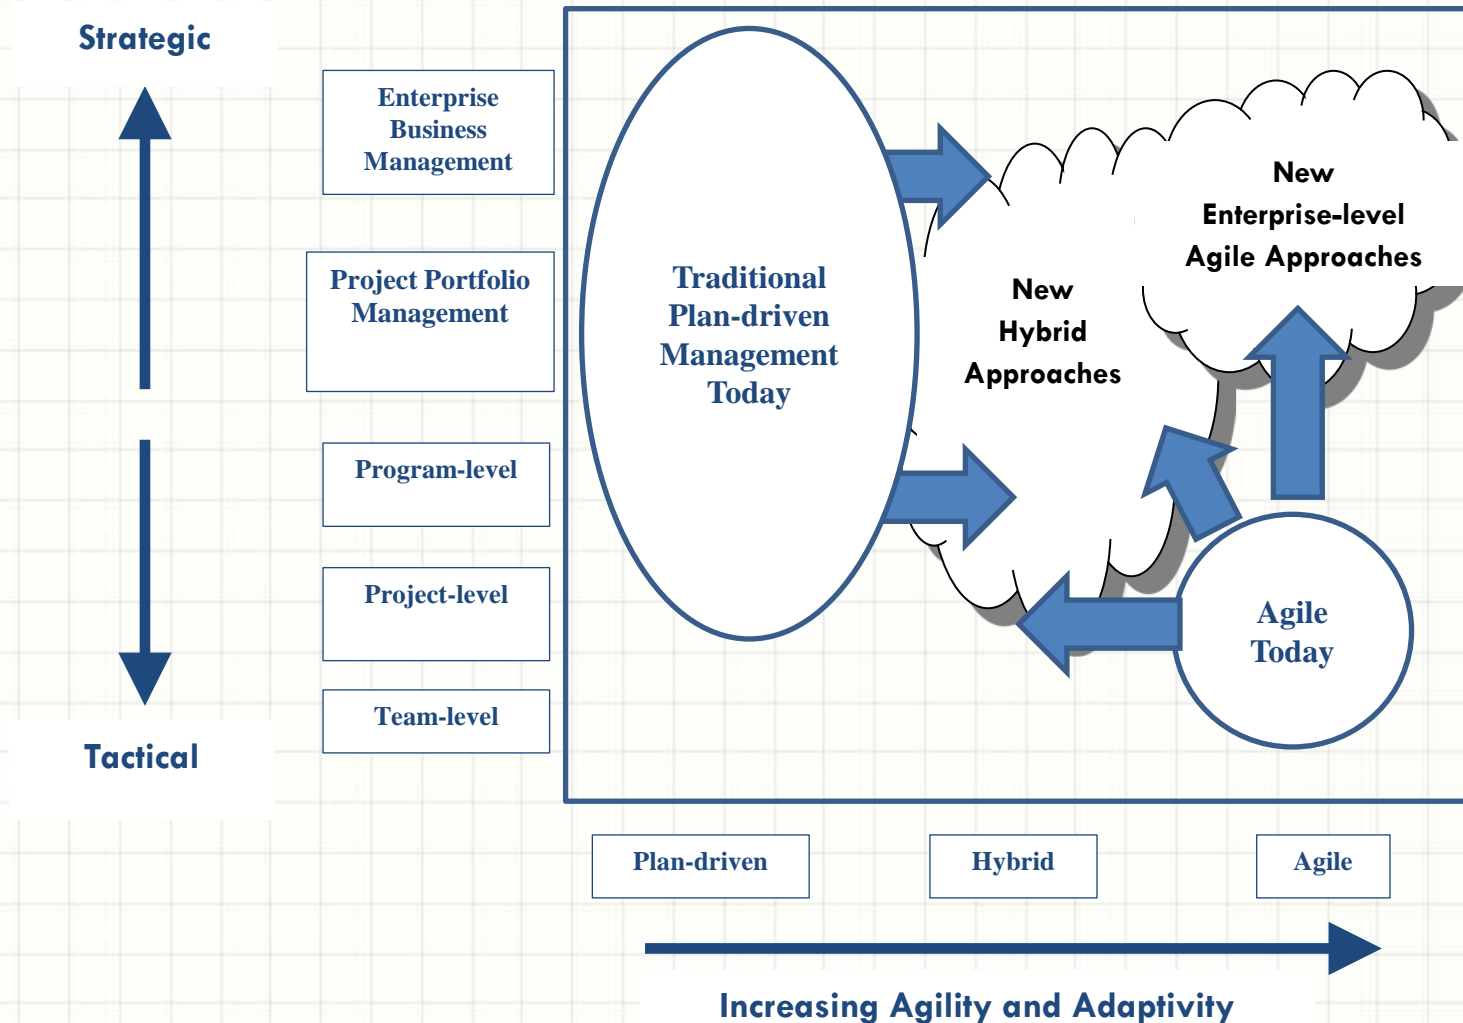 Strategic
Enterprise
Business
Management
Project Portfolio
Management
Program-level
Project-level
Team-level
Tactical
Traditional
Plan-driven
Management
Today
New
Hybrid
Approaches
New
Enterprise-level
Agile Approaches
Agile
Today
Plan-driven
Hybrid
Agile
Increasing Agility and Adaptivity